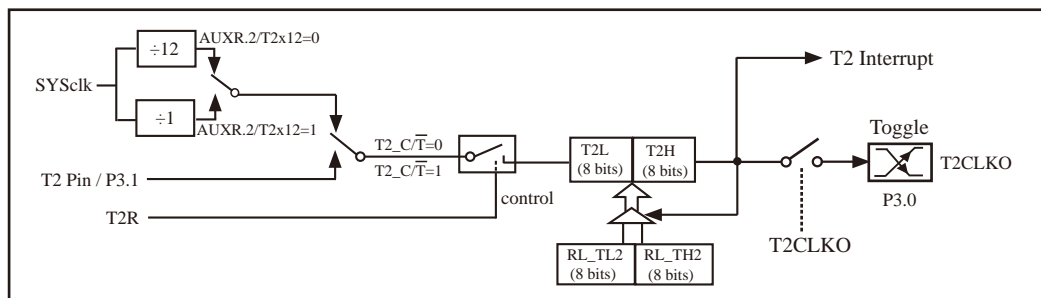 ÷12
AUXR.2/T2x12=0
SYSclk
÷1
AUXR.2/T2x12=1
T2 Interrupt
Toggle
T2_C/T̅=0
T2_C/T̅=1
T2L
(8 bits)
T2H
(8 bits)
T2CLKO
T2 Pin / P3.1
control
P3.0
T2R
T2CLKO
RL_TL2
(8 bits)
RL_TH2
(8 bits)